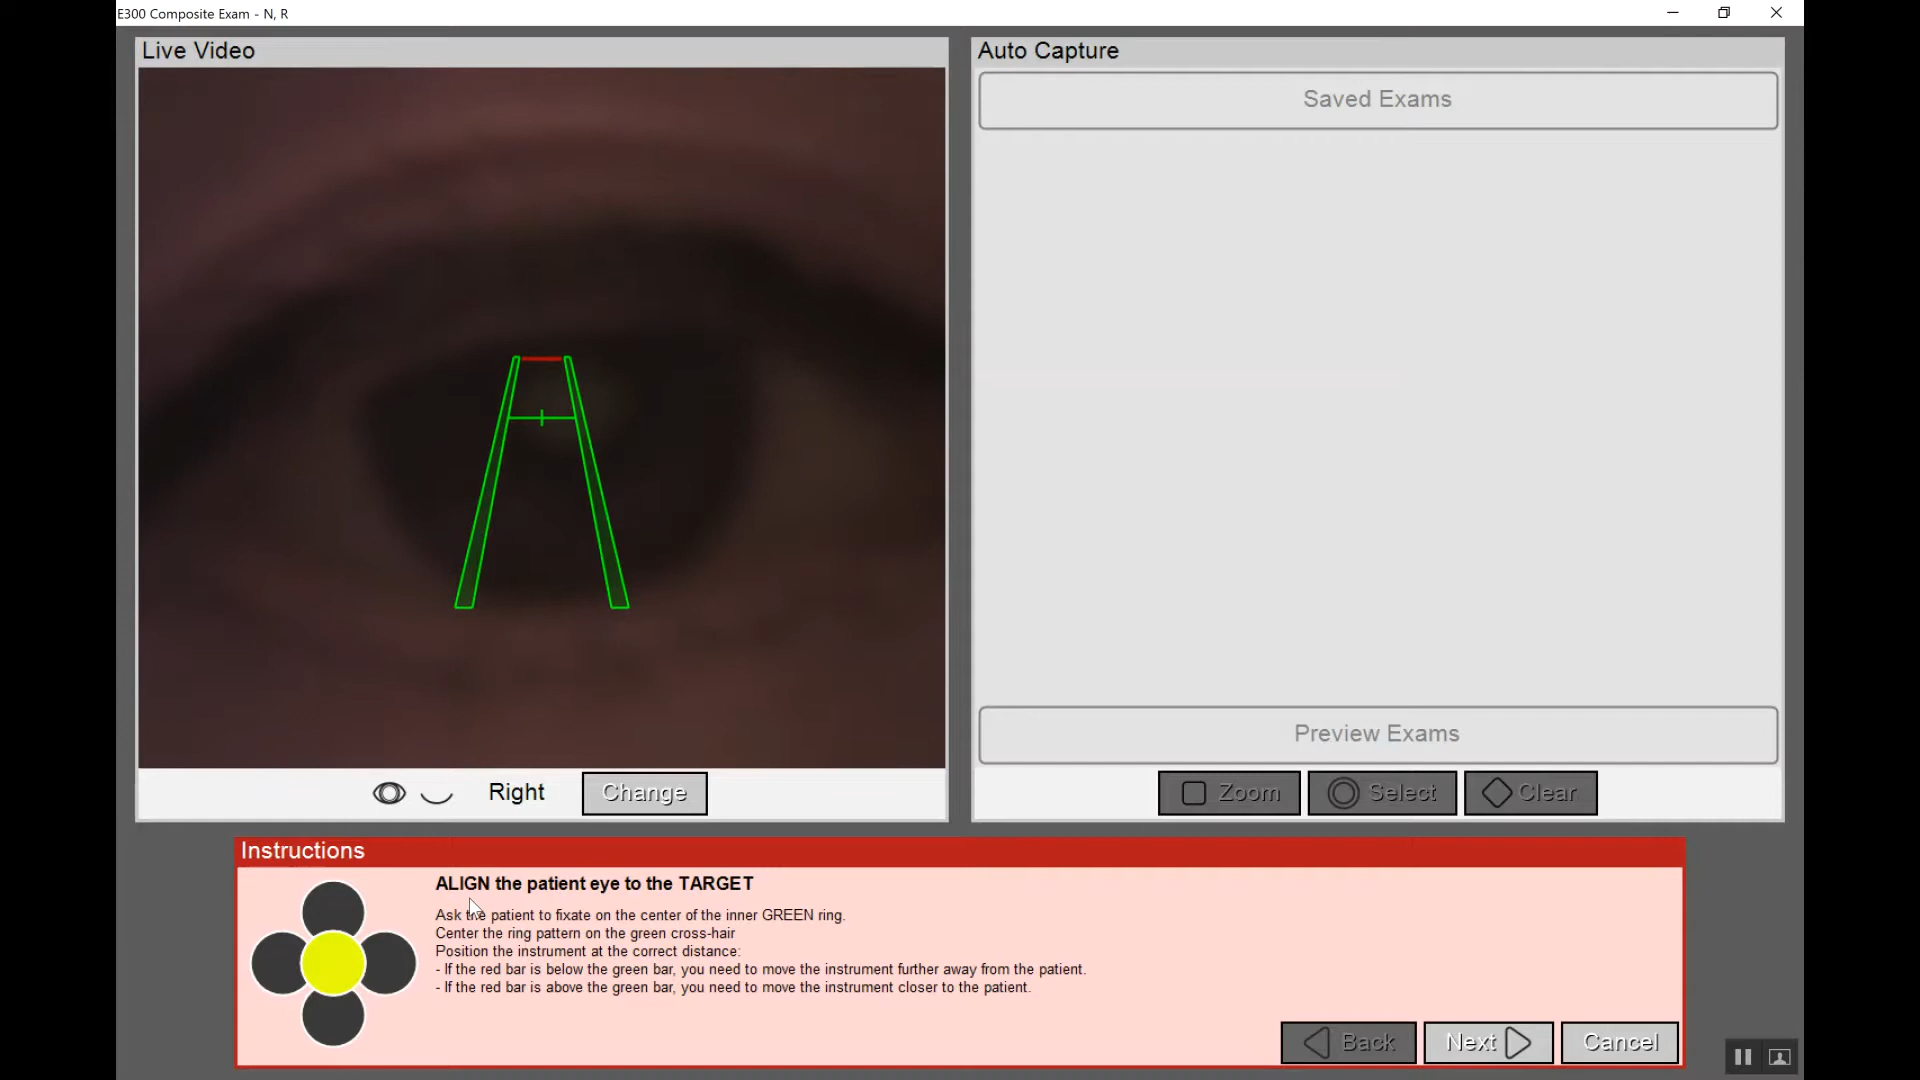 E300 Composite Exam - N, R
Live Video
Auto Capture
Saved Exams
Preview Exams
Right
Change
Zoom
Select
Clear
Instructions
ALIGN the patient eye to the TARGET
Ask the patient to fixate on the center of the inner GREEN ring.
Center the ring pattern on the green cross-hair
Position the instrument at the correct distance:
- If the red bar is below the green bar, you need to move the instrument further away from the patient.
- If the red bar is above the green bar, you need to move the instrument closer to the patient.
Back
Next
Cancel